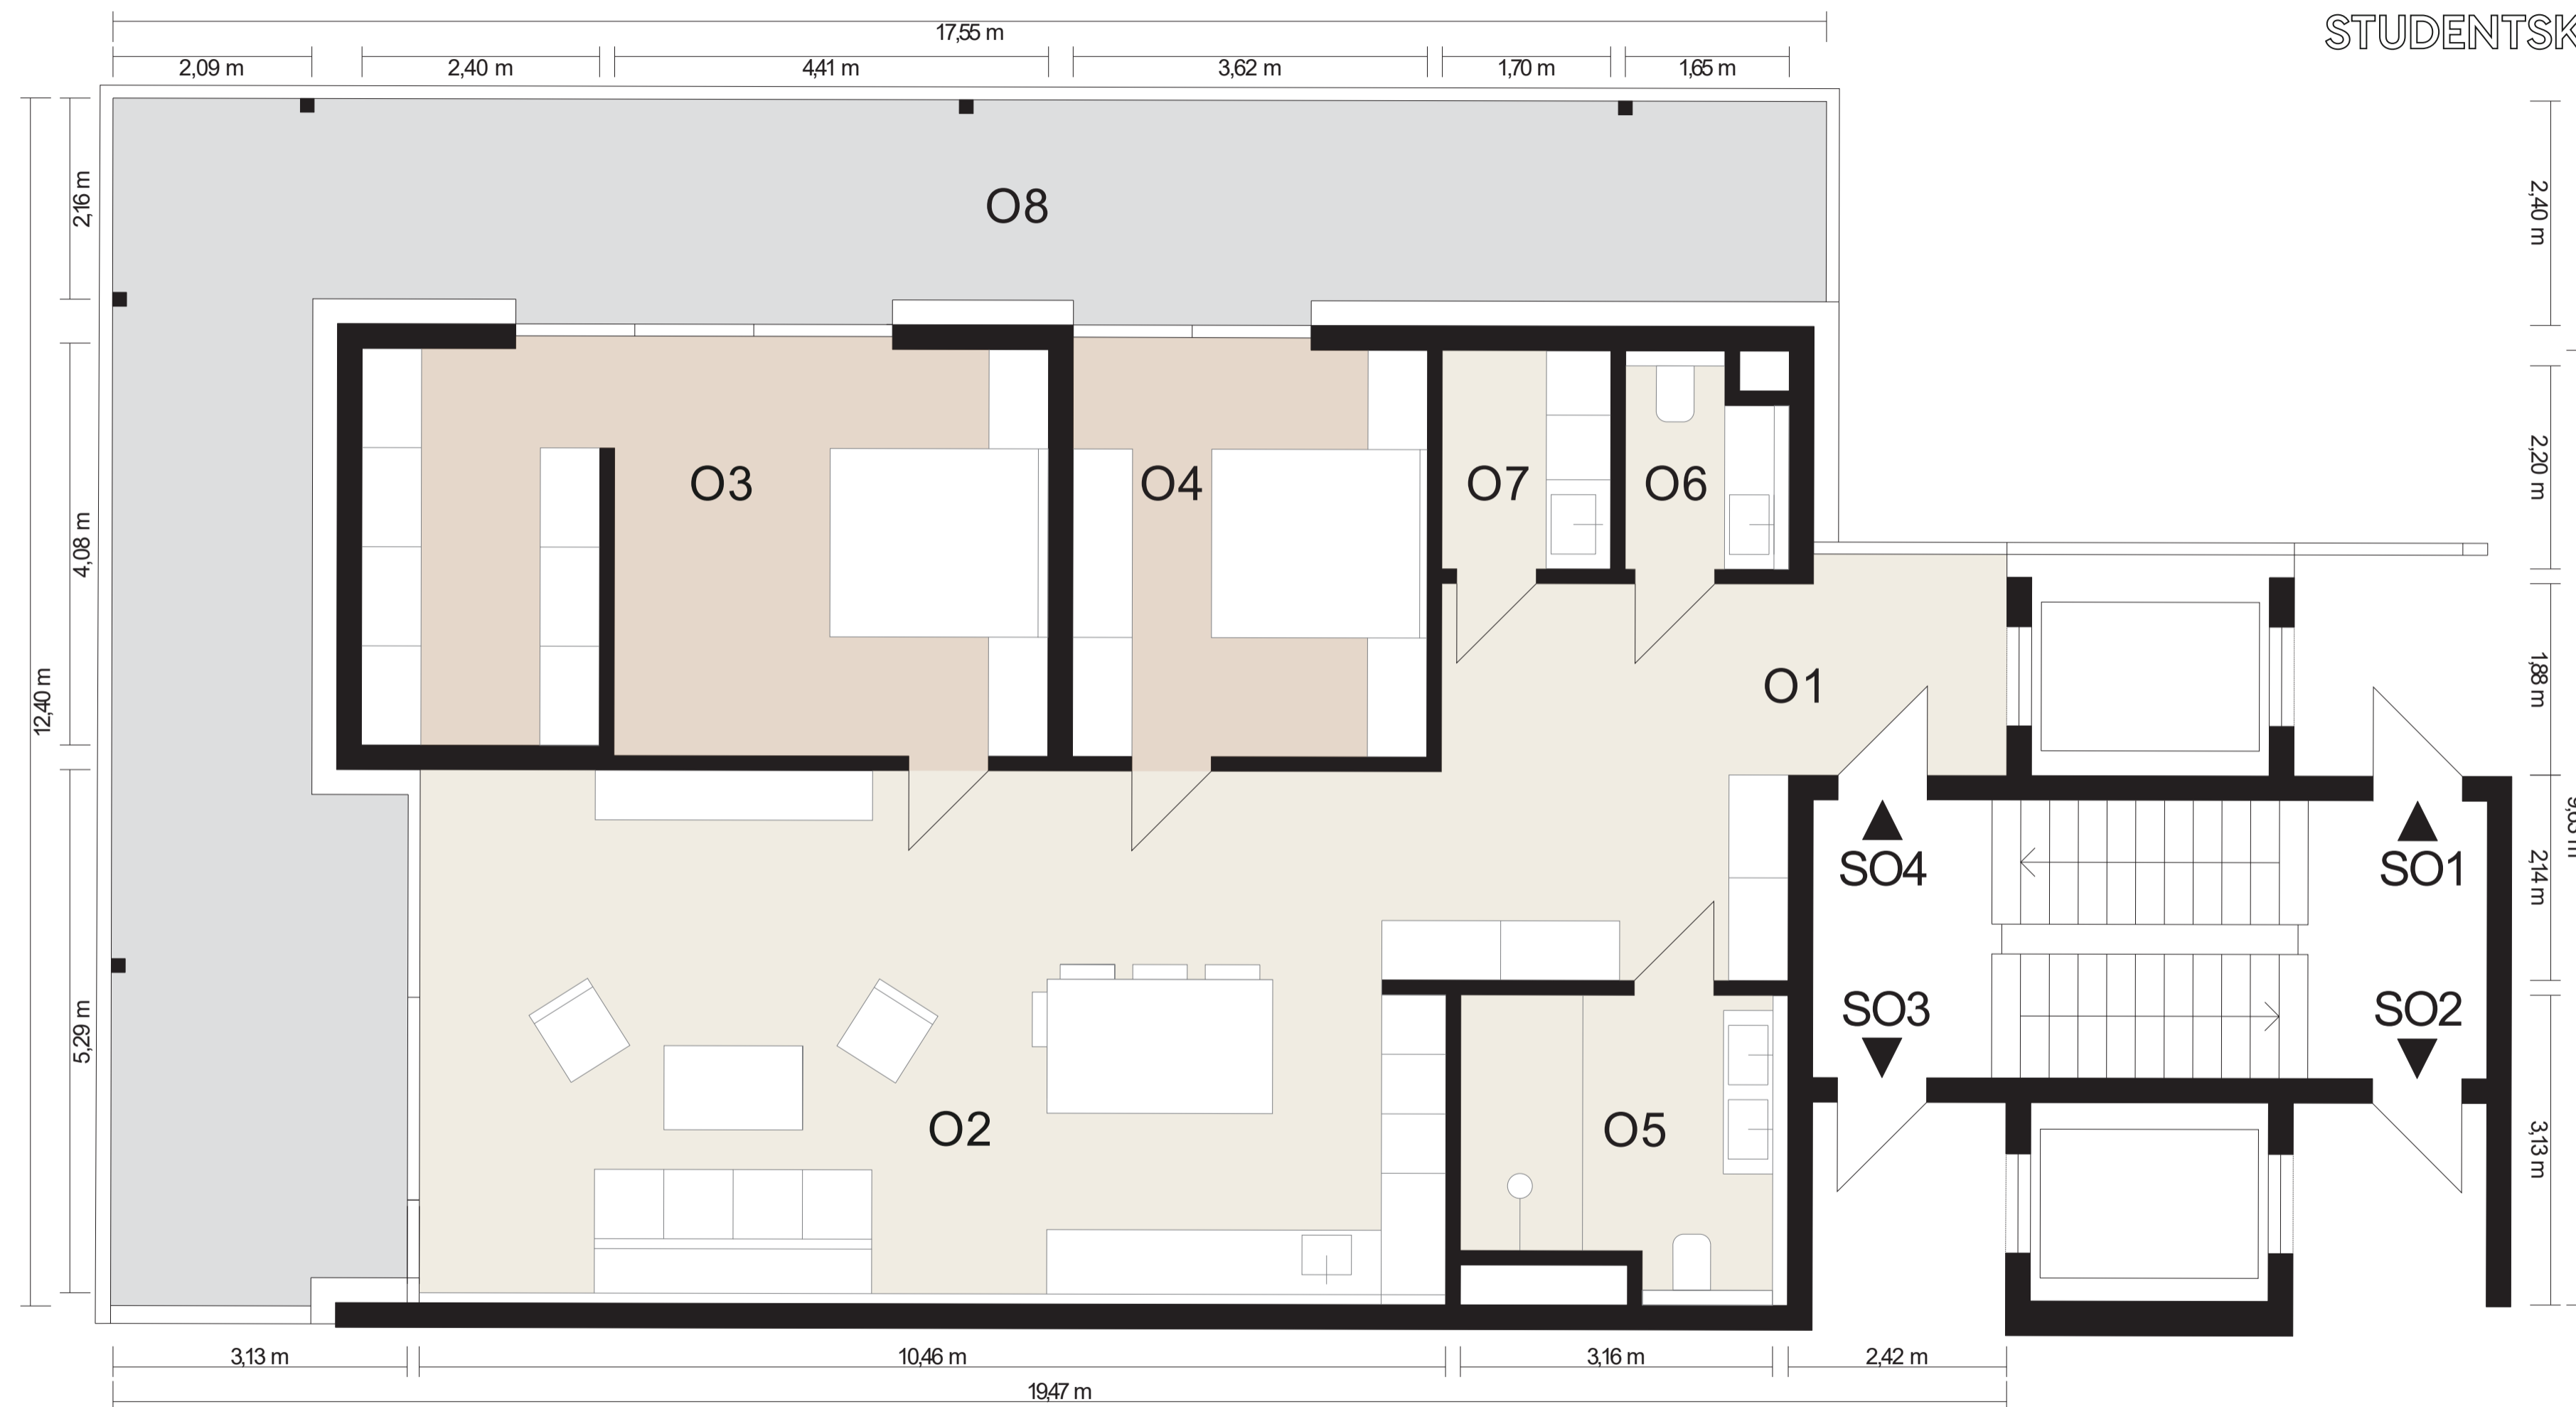 STUDENTSK
17,55 m
2,09 m
2,40 m
4,41 m
3,62 m
1,70 m
1,65 m
2,16 m
4,08 m
12,40 m
5,29 m
O8
O3
O4
O7
O6
O1
O2
O5
SO4
SO1
SO3
SO2
2,40 m
2,20 m
1,88 m
2,14 m
3,13 m
3,13 m
10,46 m
3,16 m
2,42 m
19,47 m